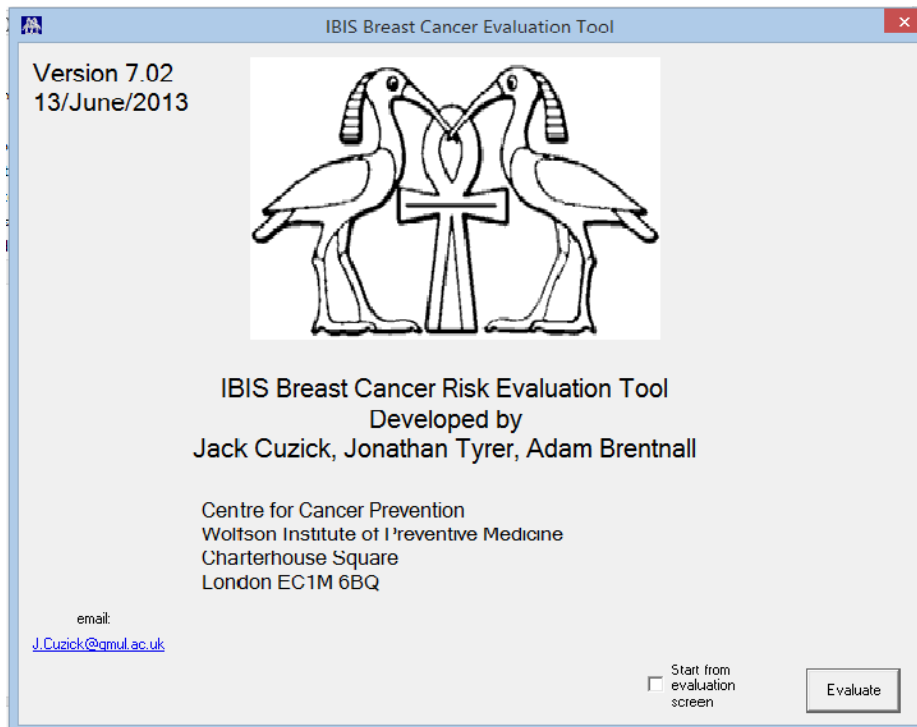 IBIS Breast Cancer Evaluation Tool
Version 7.02
13/June/2013
IBIS Breast Cancer Risk Evaluation Tool
Developed by
Jack Cuzick, Jonathan Tyrer, Adam Brentnall
Centre for Cancer Prevention
Wolfson Institute of Preventive Medicine
Charterhouse Square
London EC1M 6BQ
email:
J.Cuzick@qmul.ac.uk
Start from
evaluation
screen
Evaluate